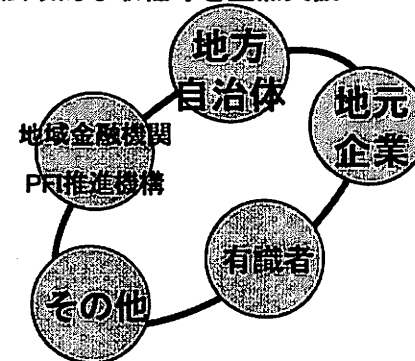 地方
自治体
地元
企業
地域金融機関
PFI推進機構
有識者
その他